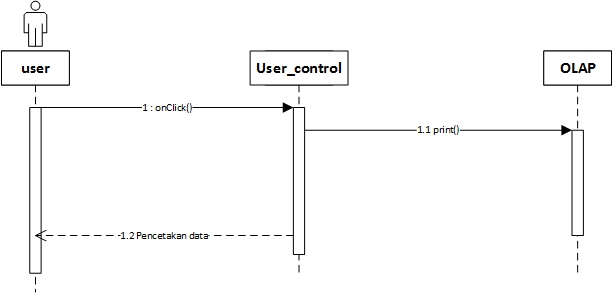 user
User_control
OLAP
1 : onClick()
1.1 print()
1.2 Pencetakan data